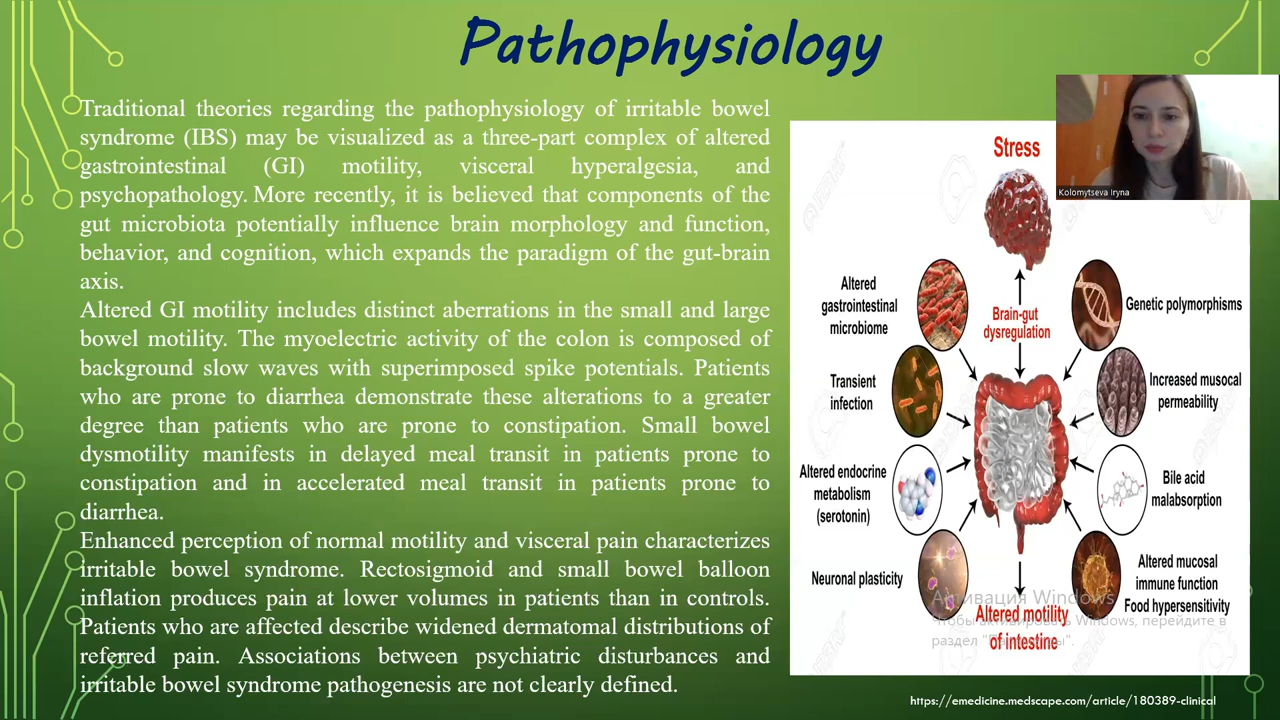 Pathophysiology
Traditional theories regarding the pathophysiology of irritable bowel
syndrome (IBS) may be visualized as a three-part complex of altered
gastrointestinal (GI) motility, visceral hyperalgesia, and
psychopathology. More recently, it is believed that components of the
gut microbiota potentially influence brain morphology and function,
behavior, and cognition, which expands the paradigm of the gut-brain
axis.
Altered GI motility includes distinct aberrations in the small and large
bowel motility. The myoelectric activity of the colon is composed of
background slow waves with superimposed spike potentials. Patients
who are prone to diarrhea demonstrate these alterations to a greater
degree than patients who are prone to constipation. Small bowel
dysmotility manifests in delayed meal transit in patients prone to
constipation and in accelerated meal transit in patients prone to
diarrhea.
Enhanced perception of normal motility and visceral pain characterizes
irritable bowel syndrome. Rectosigmoid and small bowel balloon
inflation produces pain at lower volumes in patients than in controls.
Patients who are affected describe widened dermatomal distributions of
referred pain. Associations between psychiatric disturbances and
irritable bowel syndrome pathogenesis are not clearly defined.
Kolomytseva Iryna
Stress
Brain-gut
dysregulation
Altered
gastrointestinal
microbiome
Transient
infection
Altered endocrine
metabolism
(serotonin)
Neuronal plasticity
Genetic polymorphisms
Increased musocal
permeability
Bile acid
malabsorption
Altered mucosal
immune function
Food hypersensitivity
Altered motility
of intestine
Активация Windows
Чтобы активировать Windows, перейдите в
раздел
https://emedicine.medscape.com/article/180389-clinical